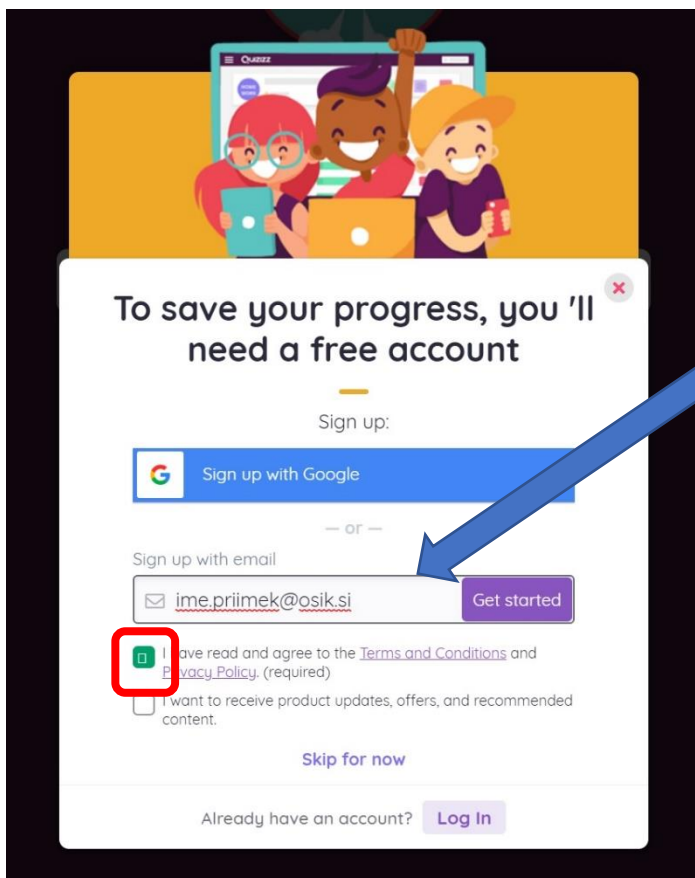 Quizizz
To save your progress, you 'll
need a free account
Sign up:
G Sign up with Google
— or —
Sign up with email
ime.priimek@osik.si
Get started
I have read and agree to the Terms and Conditions and
Privacy Policy. (required)
I want to receive product updates, offers, and recommended
content.
Skip for now
Already have an account? Log In